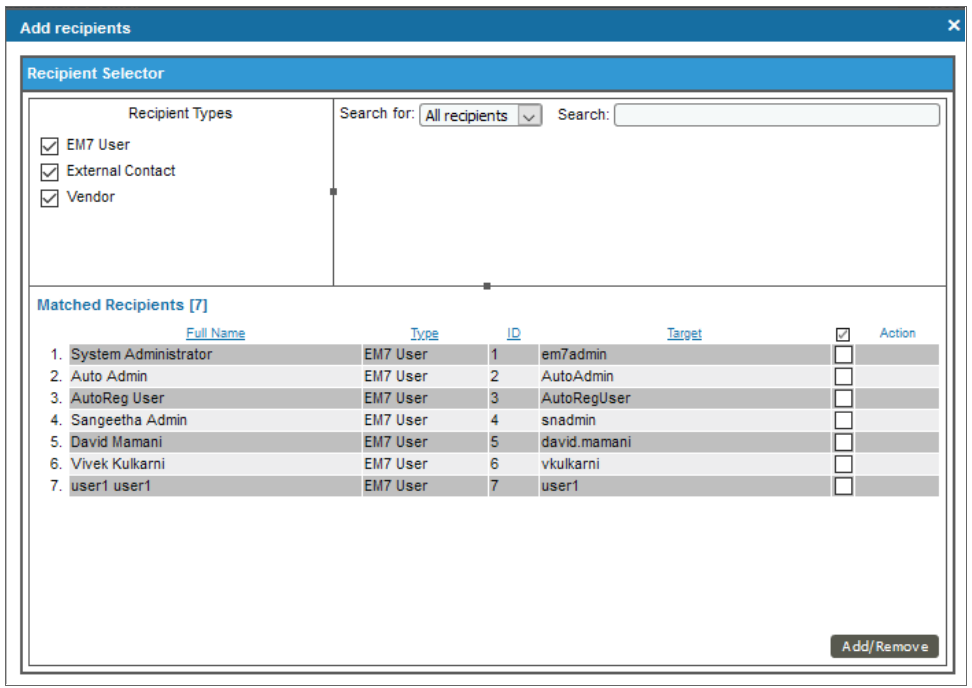 Add recipients ×
Recipient Selector
Recipient Types
EM7 User
External Contact
Vendor
Search for: All recipients Search:
Matched Recipients [7]
Full Name Type ID Target Action
1. System Administrator EM7 User 1 em7admin
2. Auto Admin EM7 User 2 AutoAdmin
3. AutoReg User EM7 User 3 AutoRegUser
4. Sangeetha Admin EM7 User 4 snadmin
5. David Mamani EM7 User 5 david.mamani
6. Vivek Kulkarni EM7 User 6 vkulkarni
7. user1 user1 EM7 User 7 user1
Add/Remove